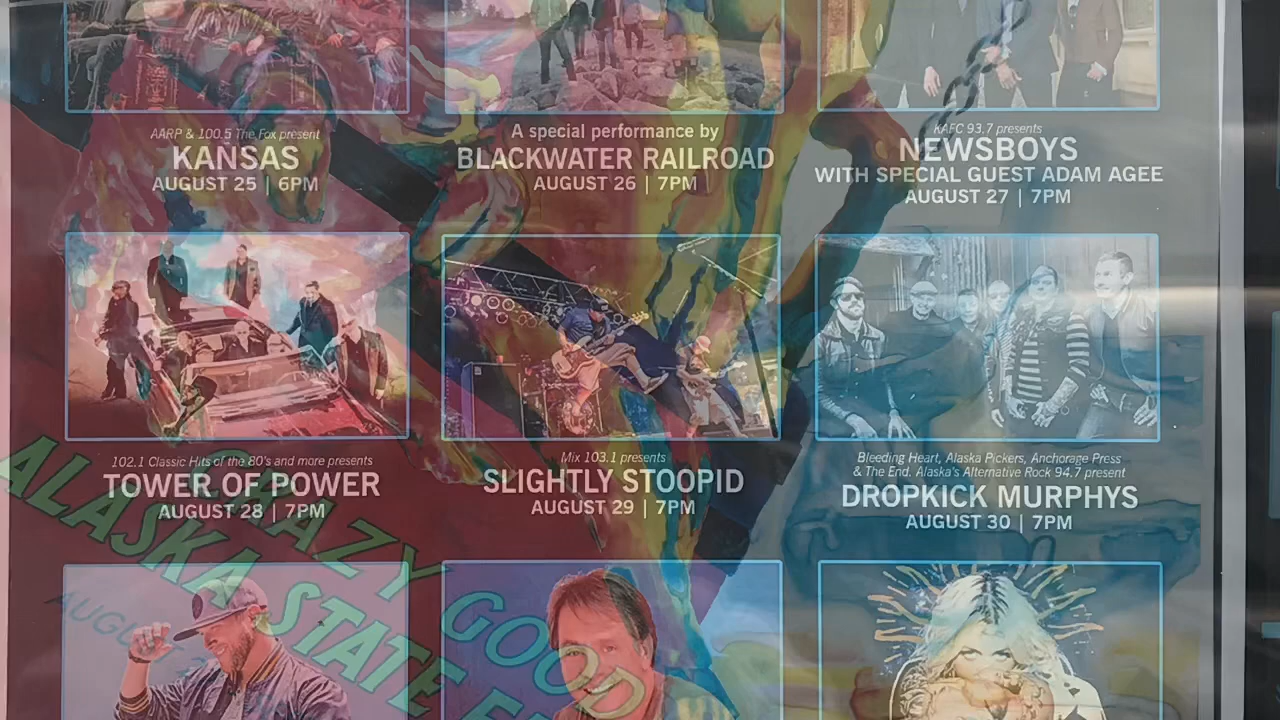 AARP & 100.5 The Fox present
KANSAS
AUGUST 25 | 6PM
A special performance by
BLACKWATER RAILROAD
AUGUST 26 | 7PM
KAFC 93.7 presents
NEWSBOYS
WITH SPECIAL GUEST ADAM AGEE
AUGUST 27 | 7PM
102.1 Classic Hits of the 80's and more presents
TOWER OF POWER
AUGUST 28 | 7PM
Mix 103.1 presents
SLIGHTLY STOOPID
AUGUST 29 | 7PM
Bleeding Heart, Alaska Pickers, Anchorage Press
& The End. Alaska's Alternative Rock 94.7 present
DROPKICK MURPHYS
AUGUST 30 | 7PM
CRAZY GOOD
ALASKA STATE